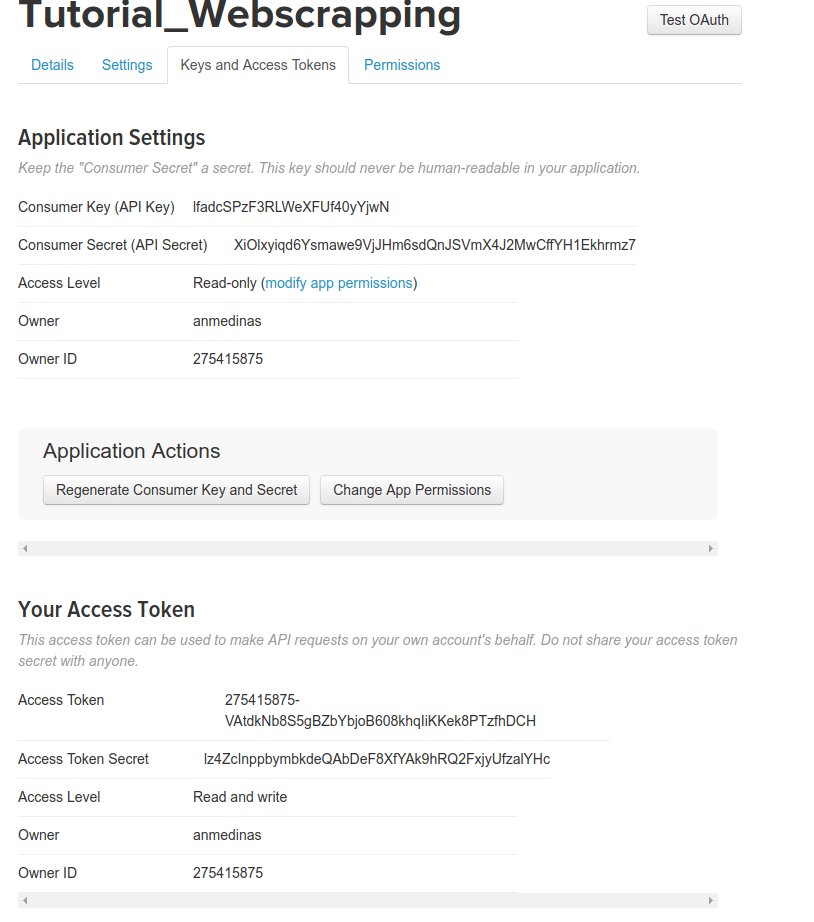 Tutorial_Webscrapping
Test OAuth
Details Settings Keys and Access Tokens Permissions
Application Settings
Keep the "Consumer Secret" a secret. This key should never be human-readable in your application.
Consumer Key (API Key)
Consumer Secret (API Secret)
Access Level Read-only (modify app permissions)
Owner anmedinas
Owner ID 275415875
Application Actions
Regenerate Consumer Key and Secret Change App Permissions
Your Access Token
This access token can be used to make API requests on your own account's behalf. Do not share your access token
secret with anyone.
Access Token 275415875-
Access Token Secret
Access Level Read and write
Owner anmedinas
Owner ID 275415875